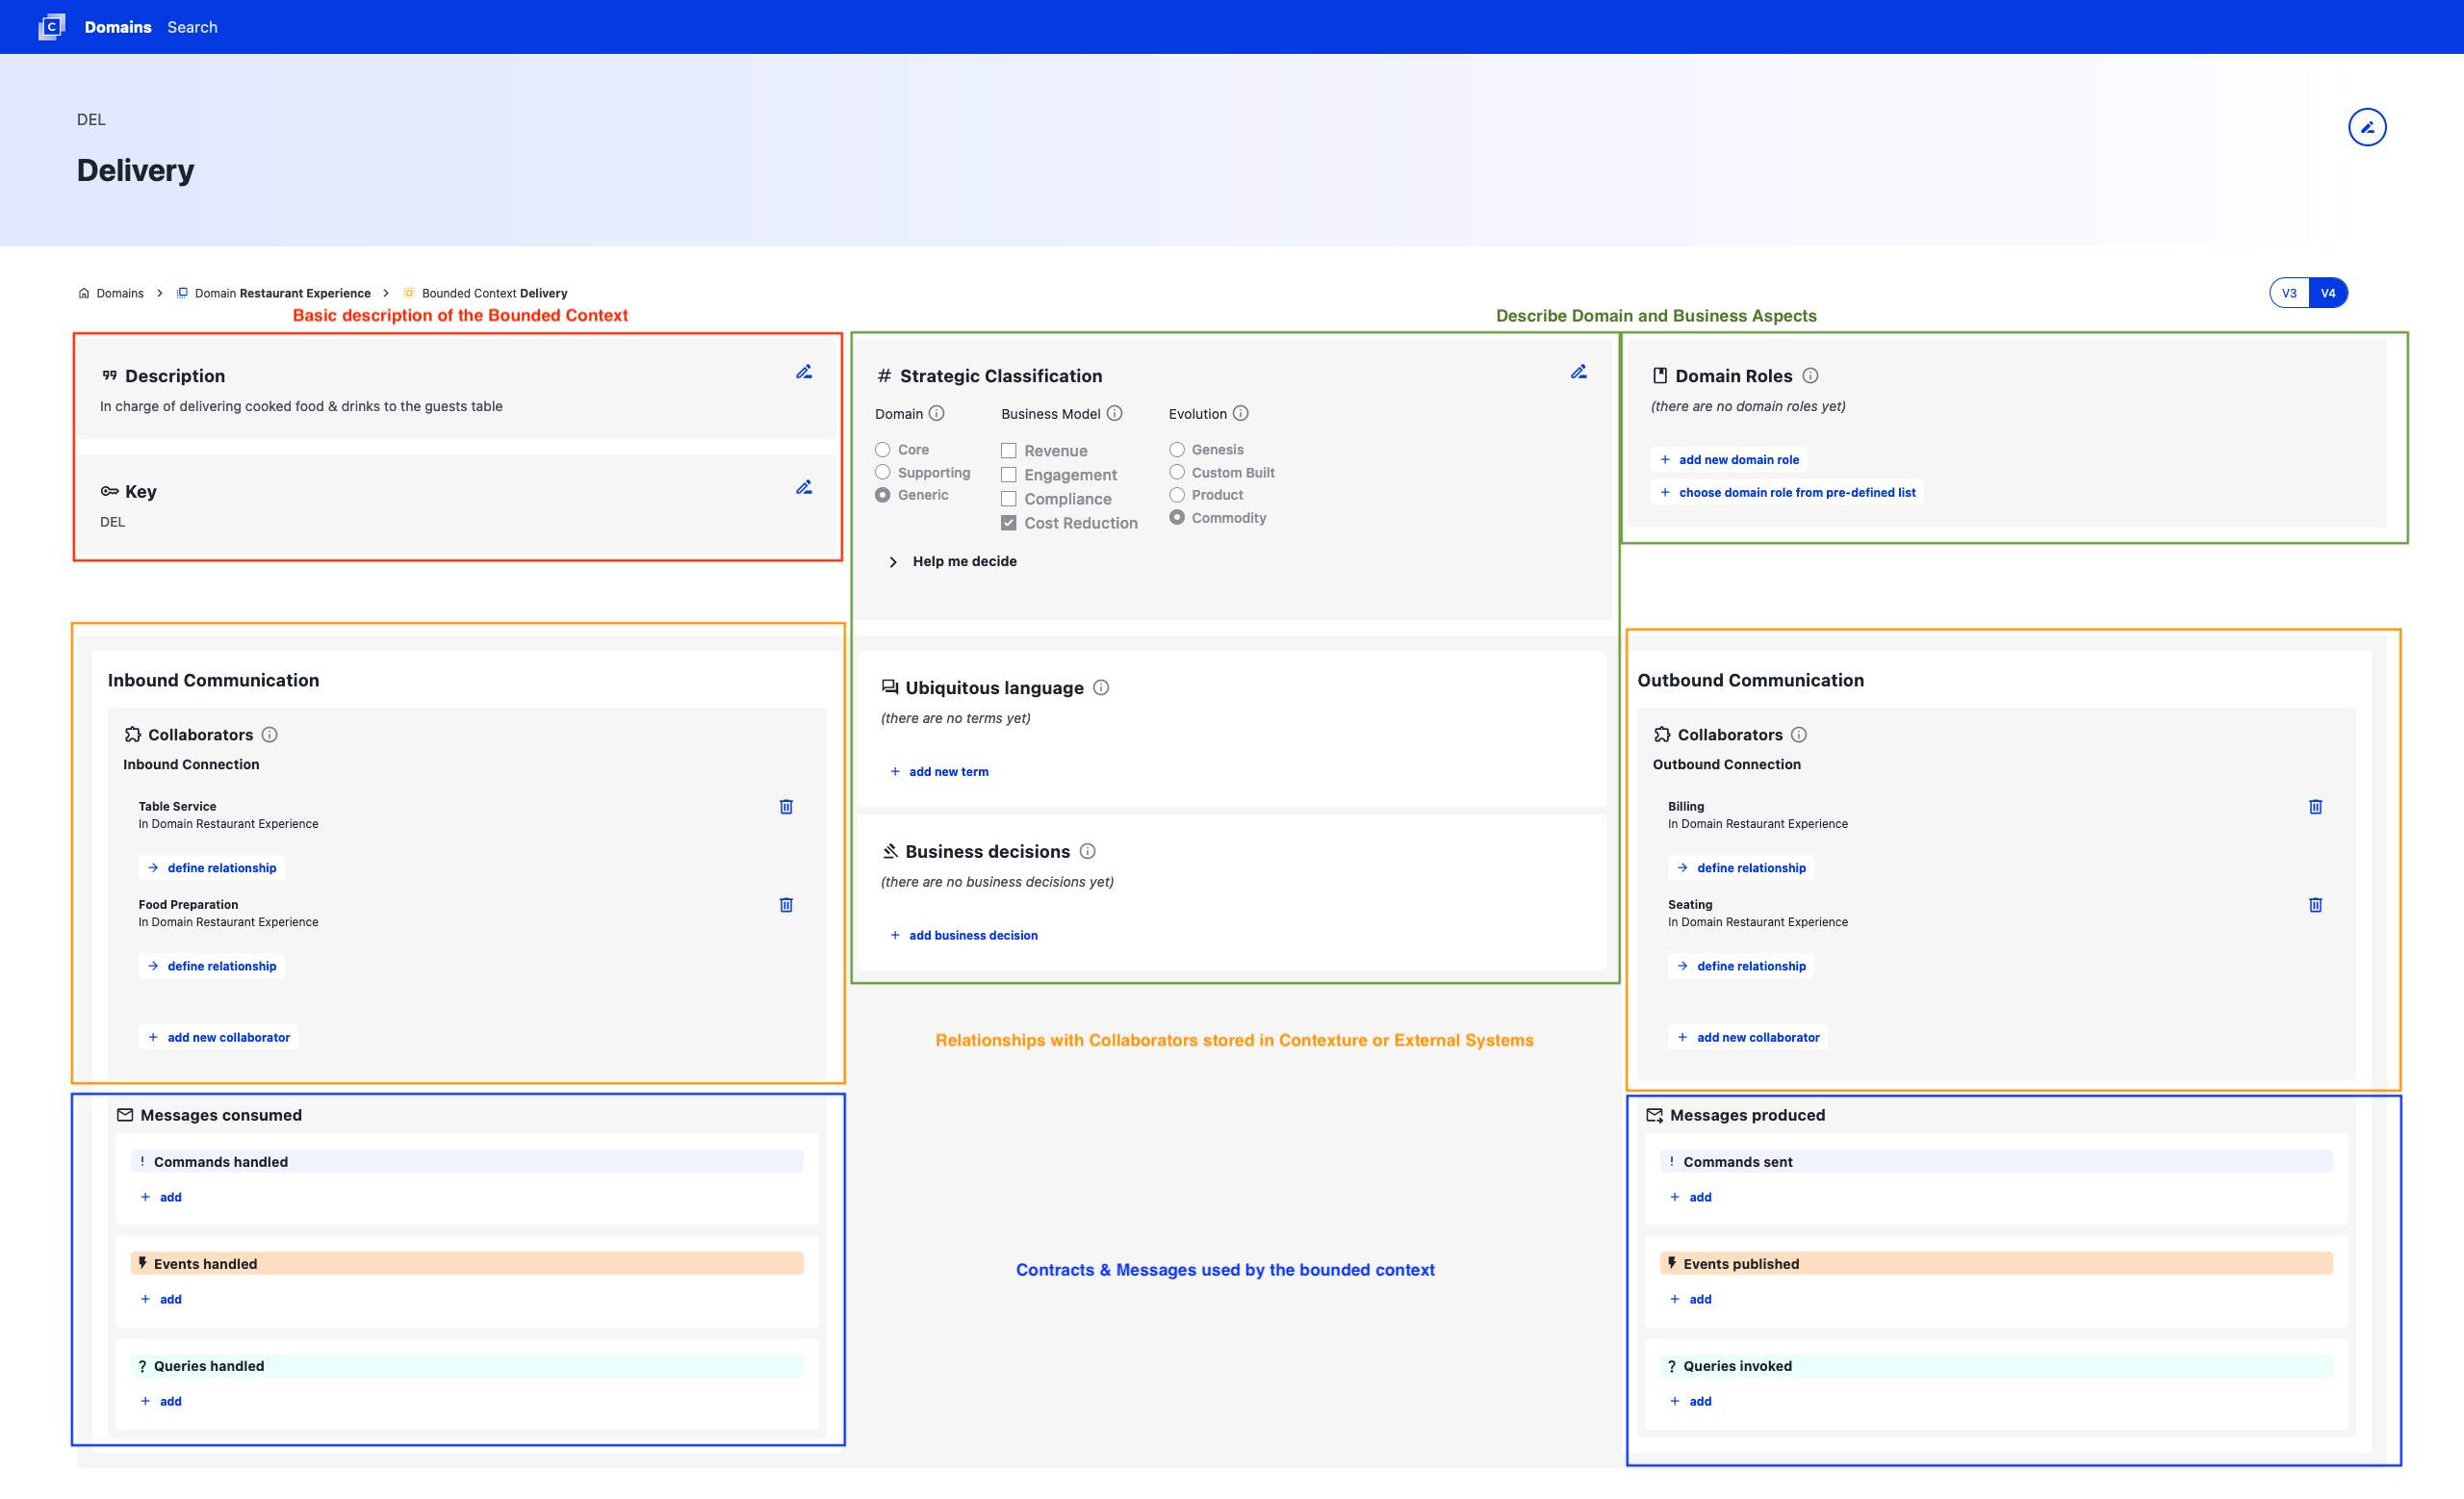 C Domains Search
DEL
Delivery
Domains Domain Restaurant Experience Bounded Context Delivery
V3 V4
Basic description of the Bounded Context
Describe Domain and Business Aspects
Description
In charge of delivering cooked food & drinks to the guests table
Key
DEL
# Strategic Classification
Domain
Core
Supporting
Generic
Business Model
Revenue
Engagement
Compliance
Cost Reduction
Evolution
Genesis
Custom Built
Product
Commodity
Help me decide
Domain Roles
(there are no domain roles yet)
+ add new domain role
+ choose domain role from pre-defined list
Inbound Communication
Collaborators
Inbound Connection
Table Service
In Domain Restaurant Experience
define relationship
Food Preparation
In Domain Restaurant Experience
define relationship
+ add new collaborator
Ubiquitous language
(there are no terms yet)
+ add new term
Business decisions
(there are no business decisions yet)
+ add business decision
Outbound Communication
Collaborators
Outbound Connection
Billing
In Domain Restaurant Experience
define relationship
Seating
In Domain Restaurant Experience
define relationship
+ add new collaborator
Relationships with Collaborators stored in Contexture or External Systems
Messages consumed
! Commands handled
+ add
Events handled
+ add
? Queries handled
+ add
Contracts & Messages used by the bounded context
Messages produced
! Commands sent
+ add
Events published
+ add
? Queries invoked
+ add